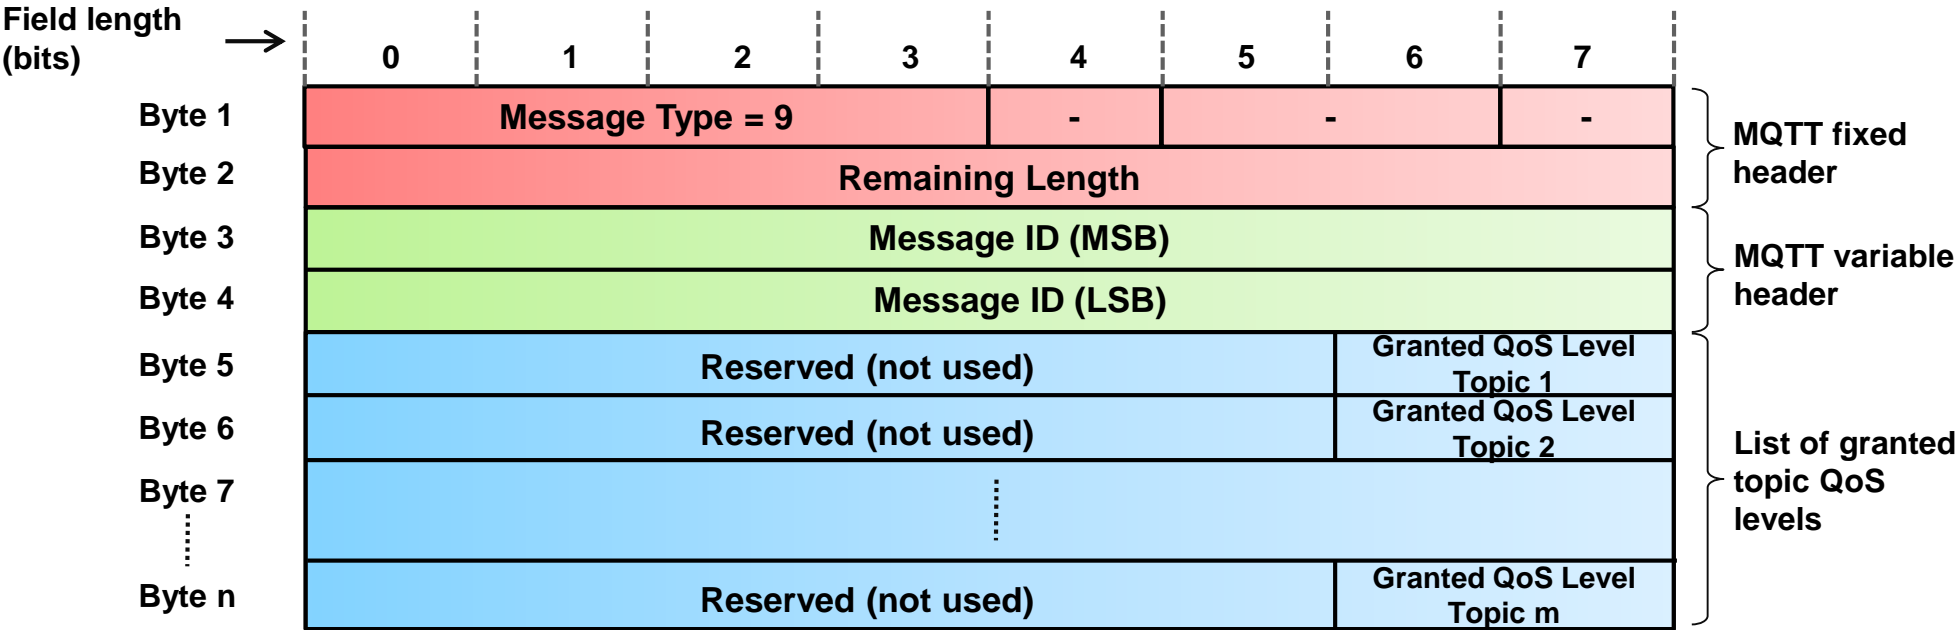 Field length
(bits)
0 1 2 3 4 5 6 7
Byte 1 Message Type = 9 - - -
MQTT fixed
header
Byte 2 Remaining Length
Byte 3 Message ID (MSB)
MQTT variable
header
Byte 4 Message ID (LSB)
Byte 5 Reserved (not used) Granted QoS Level
Topic 1
Byte 6 Reserved (not used) Granted QoS Level
Topic 2
List of granted
topic QoS
levels
Byte 7
Byte n Reserved (not used) Granted QoS Level
Topic m